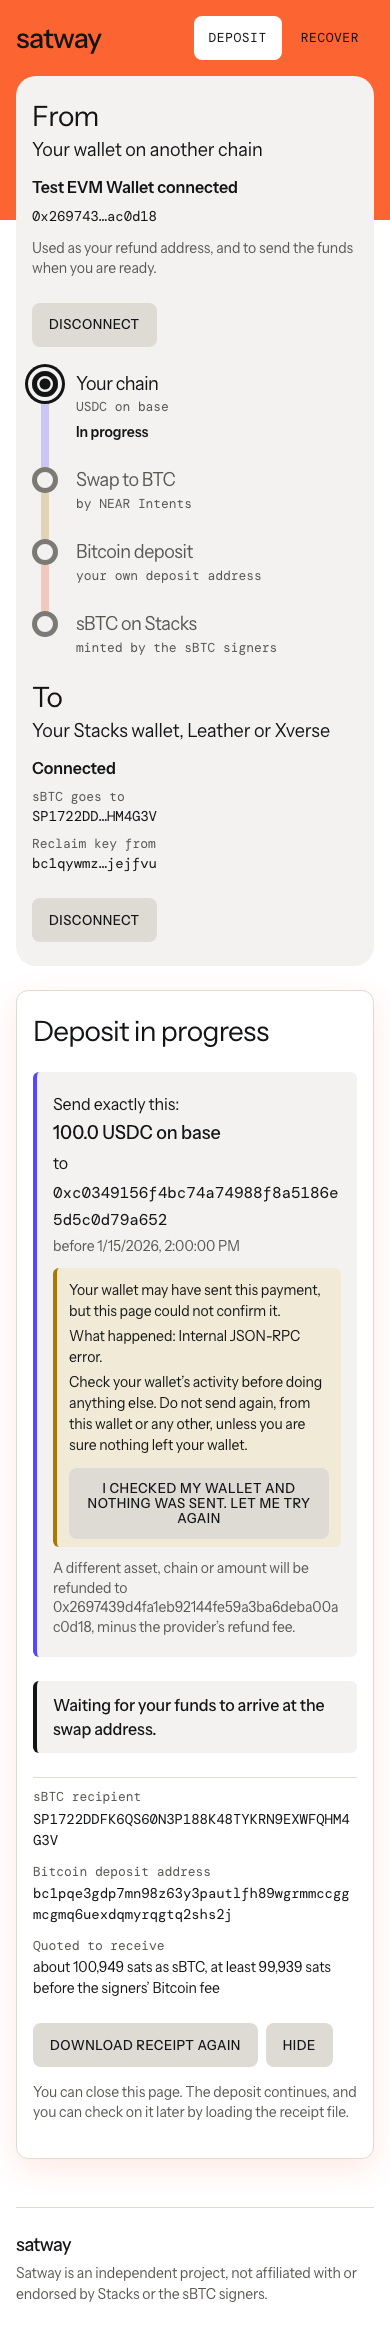 satway
DEPOSIT
RECOVER
From
Your wallet on another chain
Test EVM Wallet connected
0x269743…ac0d18
Used as your refund address, and to send the funds
when you are ready.
DISCONNECT
Your chain
USDC on base
In progress
Swap to BTC
by NEAR Intents
Bitcoin deposit
your own deposit address
sBTC on Stacks
minted by the sBTC signers
To
Your Stacks wallet, Leather or Xverse
Connected
sBTC goes to
SP1722DD…HM4G3V
Reclaim key from
bc1qywmz…jejfvu
DISCONNECT
Deposit in progress
Send exactly this:
100.0 USDC on base
to
0xc0349156f4bc74a74988f8a5186e
5d5c0d79a652
before 1/15/2026, 2:00:00 PM
Your wallet may have sent this payment,
but this page could not confirm it.
What happened: Internal JSON-RPC
error.
Check your wallet’s activity before doing
anything else. Do not send again, from
this wallet or any other, unless you are
sure nothing left your wallet.
I CHECKED MY WALLET AND
NOTHING WAS SENT. LET ME TRY
AGAIN
A different asset, chain or amount will be
refunded to
0x2697439d4fa1eb92144fe59a3ba6deba00a
c0d18, minus the provider’s refund fee.
Waiting for your funds to arrive at the
swap address.
sBTC recipient
SP1722DDFK6QS60N3P188K48TYKRN9EXWFQHM4
G3V
Bitcoin deposit address
bc1pqe3gdp7mn98z63y3pautlfh89wgrmmccgg
mcgmq6uexdqmyrqgtq2shs2j
Quoted to receive
about 100,949 sats as sBTC, at least 99,939 sats
before the signers’ Bitcoin fee
DOWNLOAD RECEIPT AGAIN
HIDE
You can close this page. The deposit continues, and
you can check on it later by loading the receipt file.
satway
Satway is an independent project, not affiliated with or
endorsed by Stacks or the sBTC signers.